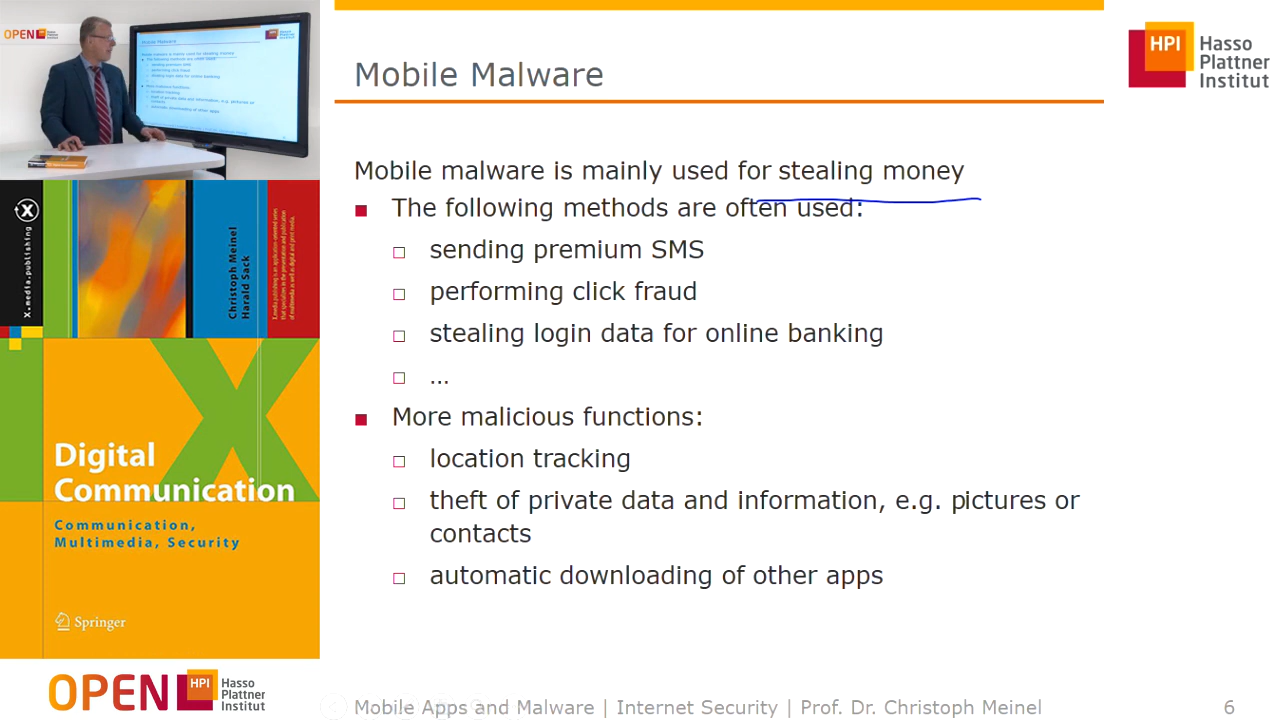 OPEN
Mobile Malware
HPI
Hasso
Plattner
Institut
Mobile malware is mainly used for stealing money
The following methods are often used:
sending premium SMS
performing click fraud
stealing login data for online banking
...
More malicious functions:
location tracking
theft of private data and information, e.g. pictures or
contacts
automatic downloading of other apps
X.media.publishing
Christoph Meinel
Harald Sack
Digital
Communication
Communication,
Multimedia, Security
Springer
OPEN
HPI
Hasso
Plattner
Institut
Mobile Apps and Malware | Internet Security | Prof. Dr. Christoph Meinel
6